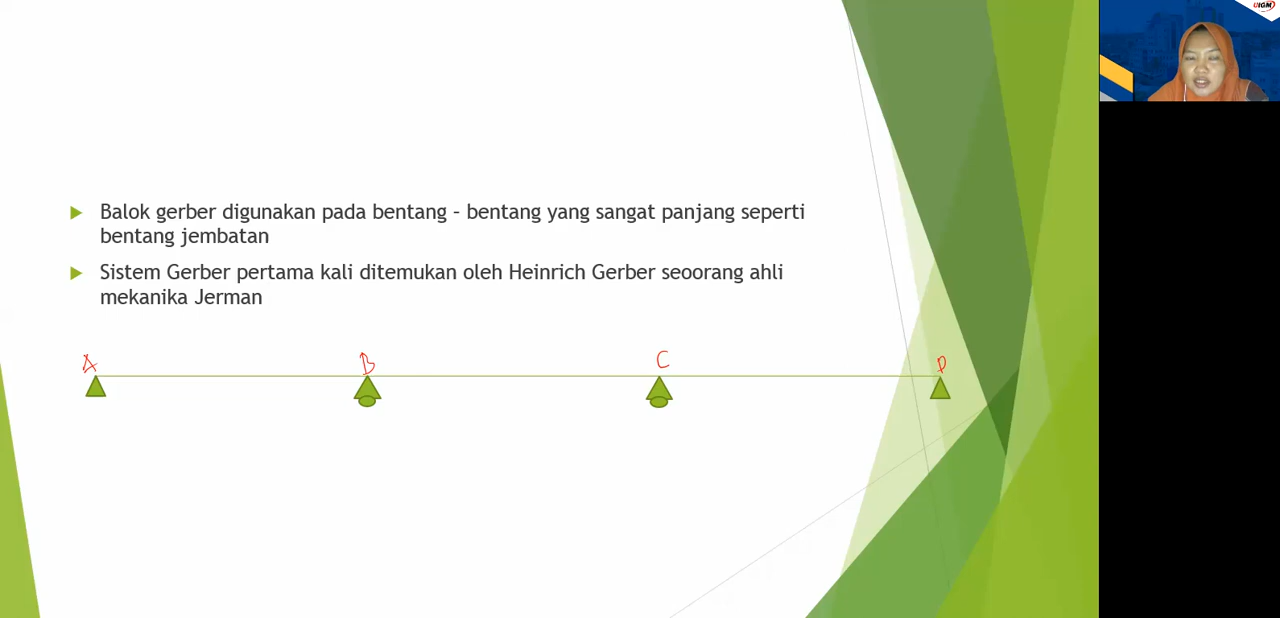 UIGM
Balok gerber digunakan pada bentang – bentang yang sangat panjang seperti
bentang jembatan
Sistem Gerber pertama kali ditemukan oleh Heinrich Gerber seoorang ahli
mekanika Jerman
A B C D